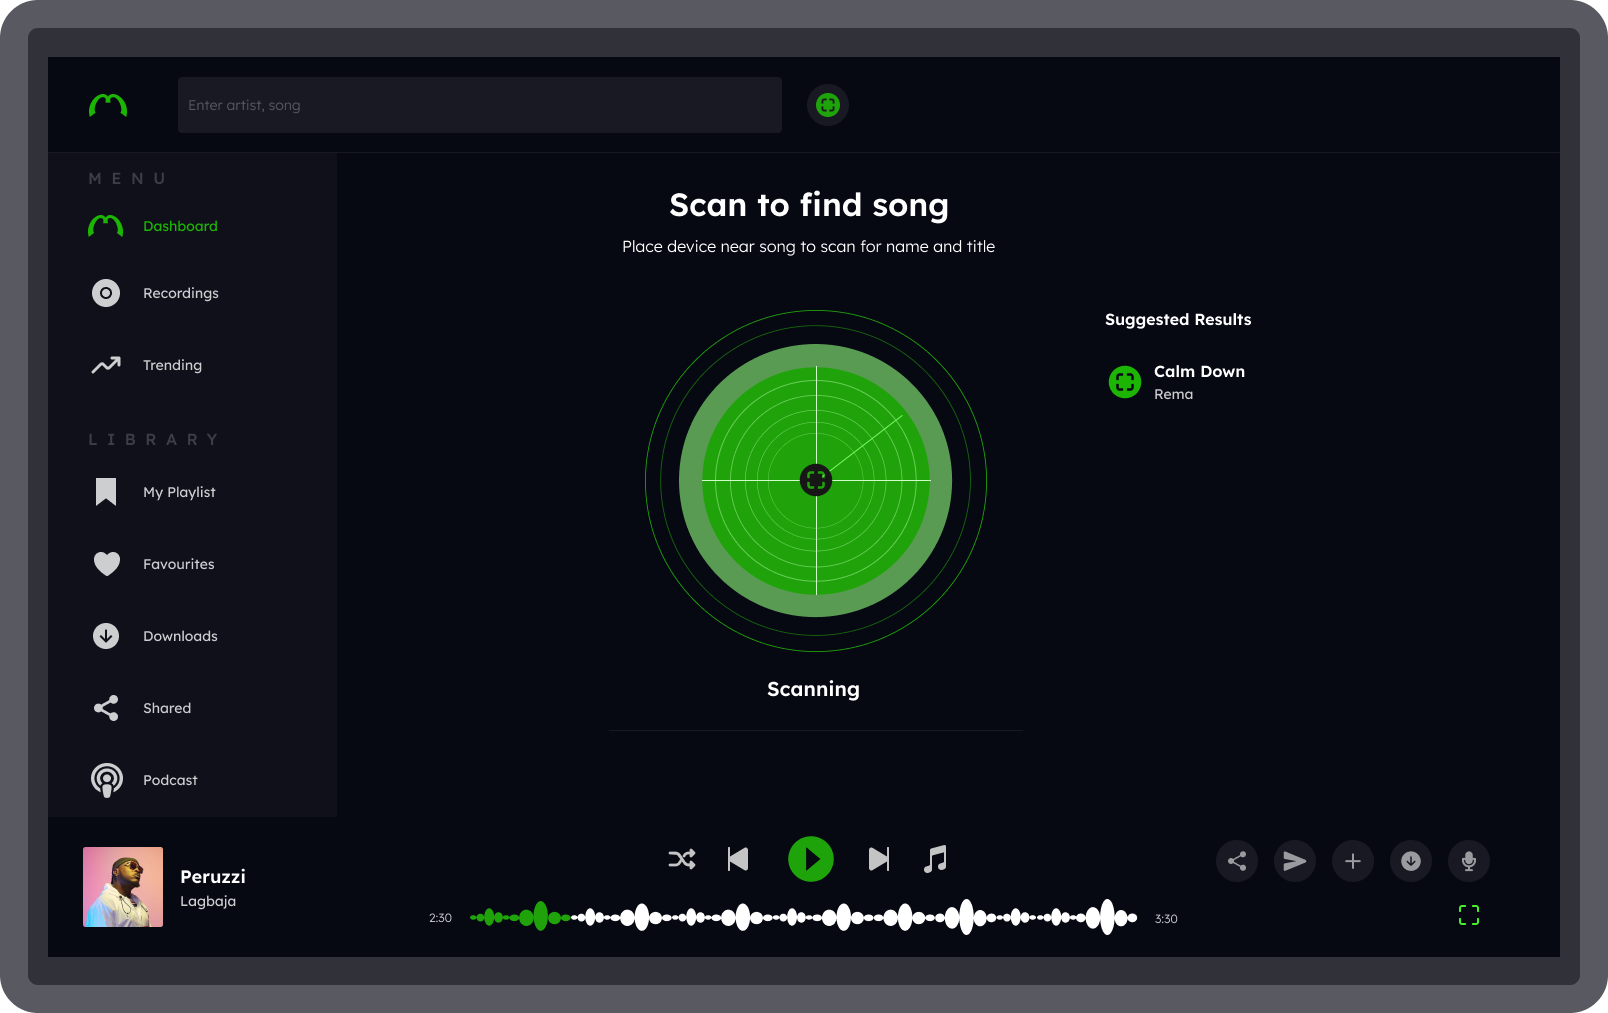 Enter artist, song
MENU
Dashboard
Recordings
Trending
LIBRARY
My Playlist
Favourites
Downloads
Shared
Podcast
Scan to find song
Place device near song to scan for name and title
Scanning
Suggested Results
Calm Down
Rema
Peruzzi
Lagbaja
2:30
3:30